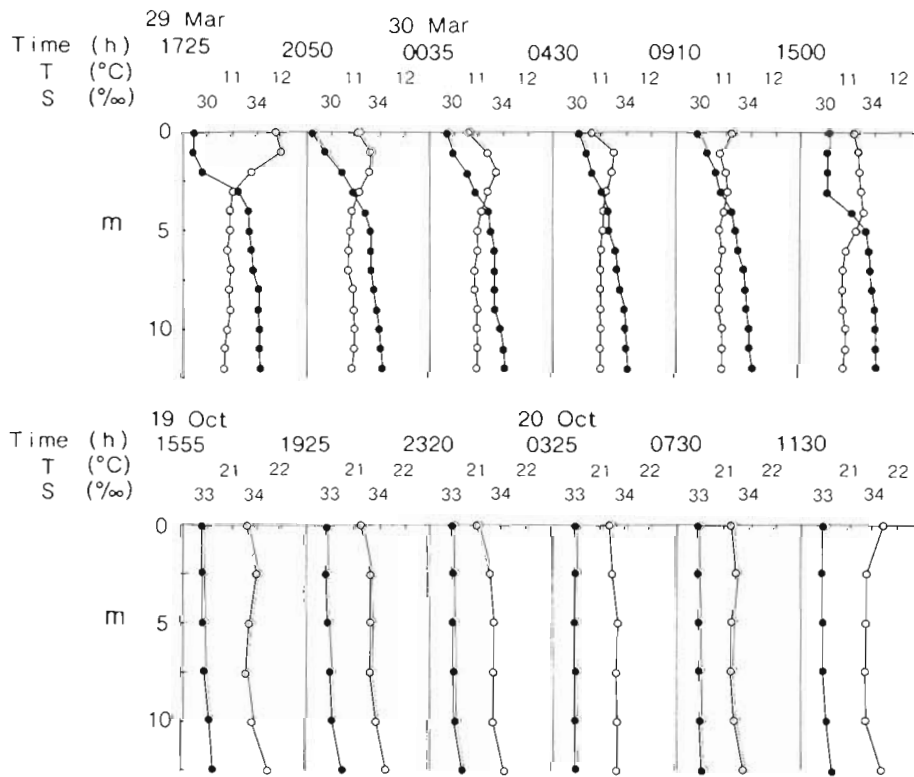 29 Mar 30 Mar
Time (h) 1725 2050 0035 0430 0910 1500
T (°C) 11 12 11 12 11 12 11 12 11 12 11 12
S (°/∞) 30 34 30 34 30 34 30 34 30 34 30 34
0
m
5
10
19 Oct 20 Oct
Time (h) 1555 1925 2320 0325 0730 1130
T (°C) 21 22 21 22 21 22 21 22 21 22 21 22
S (°/∞) 33 34 33 34 33 34 33 34 33 34 33 34
0
m
5
10